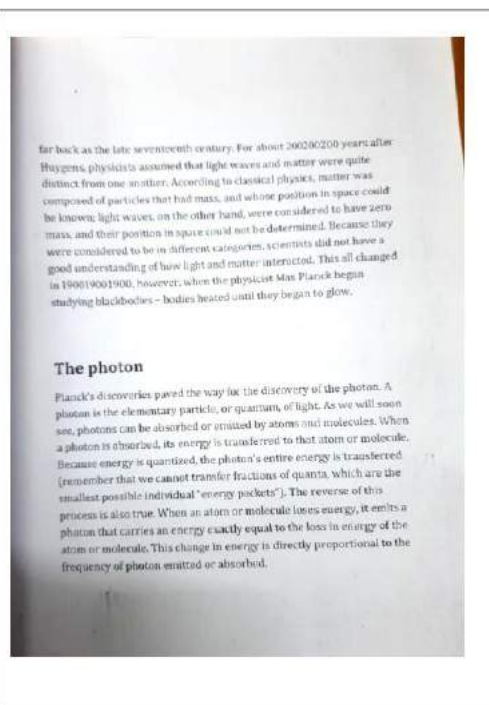 far back as the late seventeenth century. For about 200200200 years after
Huygens, physicists assumed that light waves and matter were quite
distinct from one another. According to classical physics, matter was
composed of particles that had mass, and whose position in space could
be known; light waves, on the other hand, were considered to have zero
mass, and their position in space could not be determined. Because they
were considered to be in different categories, scientists did not have a
good understanding of how light and matter interacted. This all changed
in 190019001900, however, when the physicist Max Planck began
studying blackbodies – bodies heated until they began to glow.
The photon
Planck's discoveries paved the way for the discovery of the photon. A
photon is the elementary particle, or quantum, of light. As we will soon
see, photons can be absorbed or emitted by atoms and molecules. When
a photon is absorbed, its energy is transferred to that atom or molecule.
Because energy is quantized, the photon's entire energy is transferred
(remember that we cannot transfer fractions of quanta, which are the
smallest possible individual "energy packets"). The reverse of this
process is also true. When an atom or molecule loses energy, it emits a
photon that carries an energy exactly equal to the loss in energy of the
atom or molecule. This change in energy is directly proportional to the
frequency of photon emitted or absorbed.